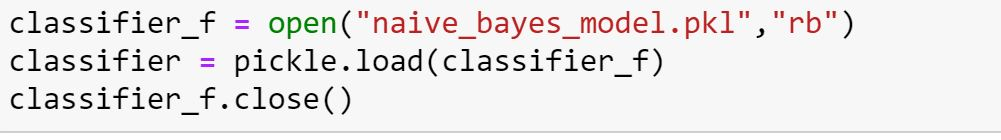 classifier_f = open("naive_bayes_model.pkl","rb")
classifier = pickle.load(classifier_f)
classifier_f.close()